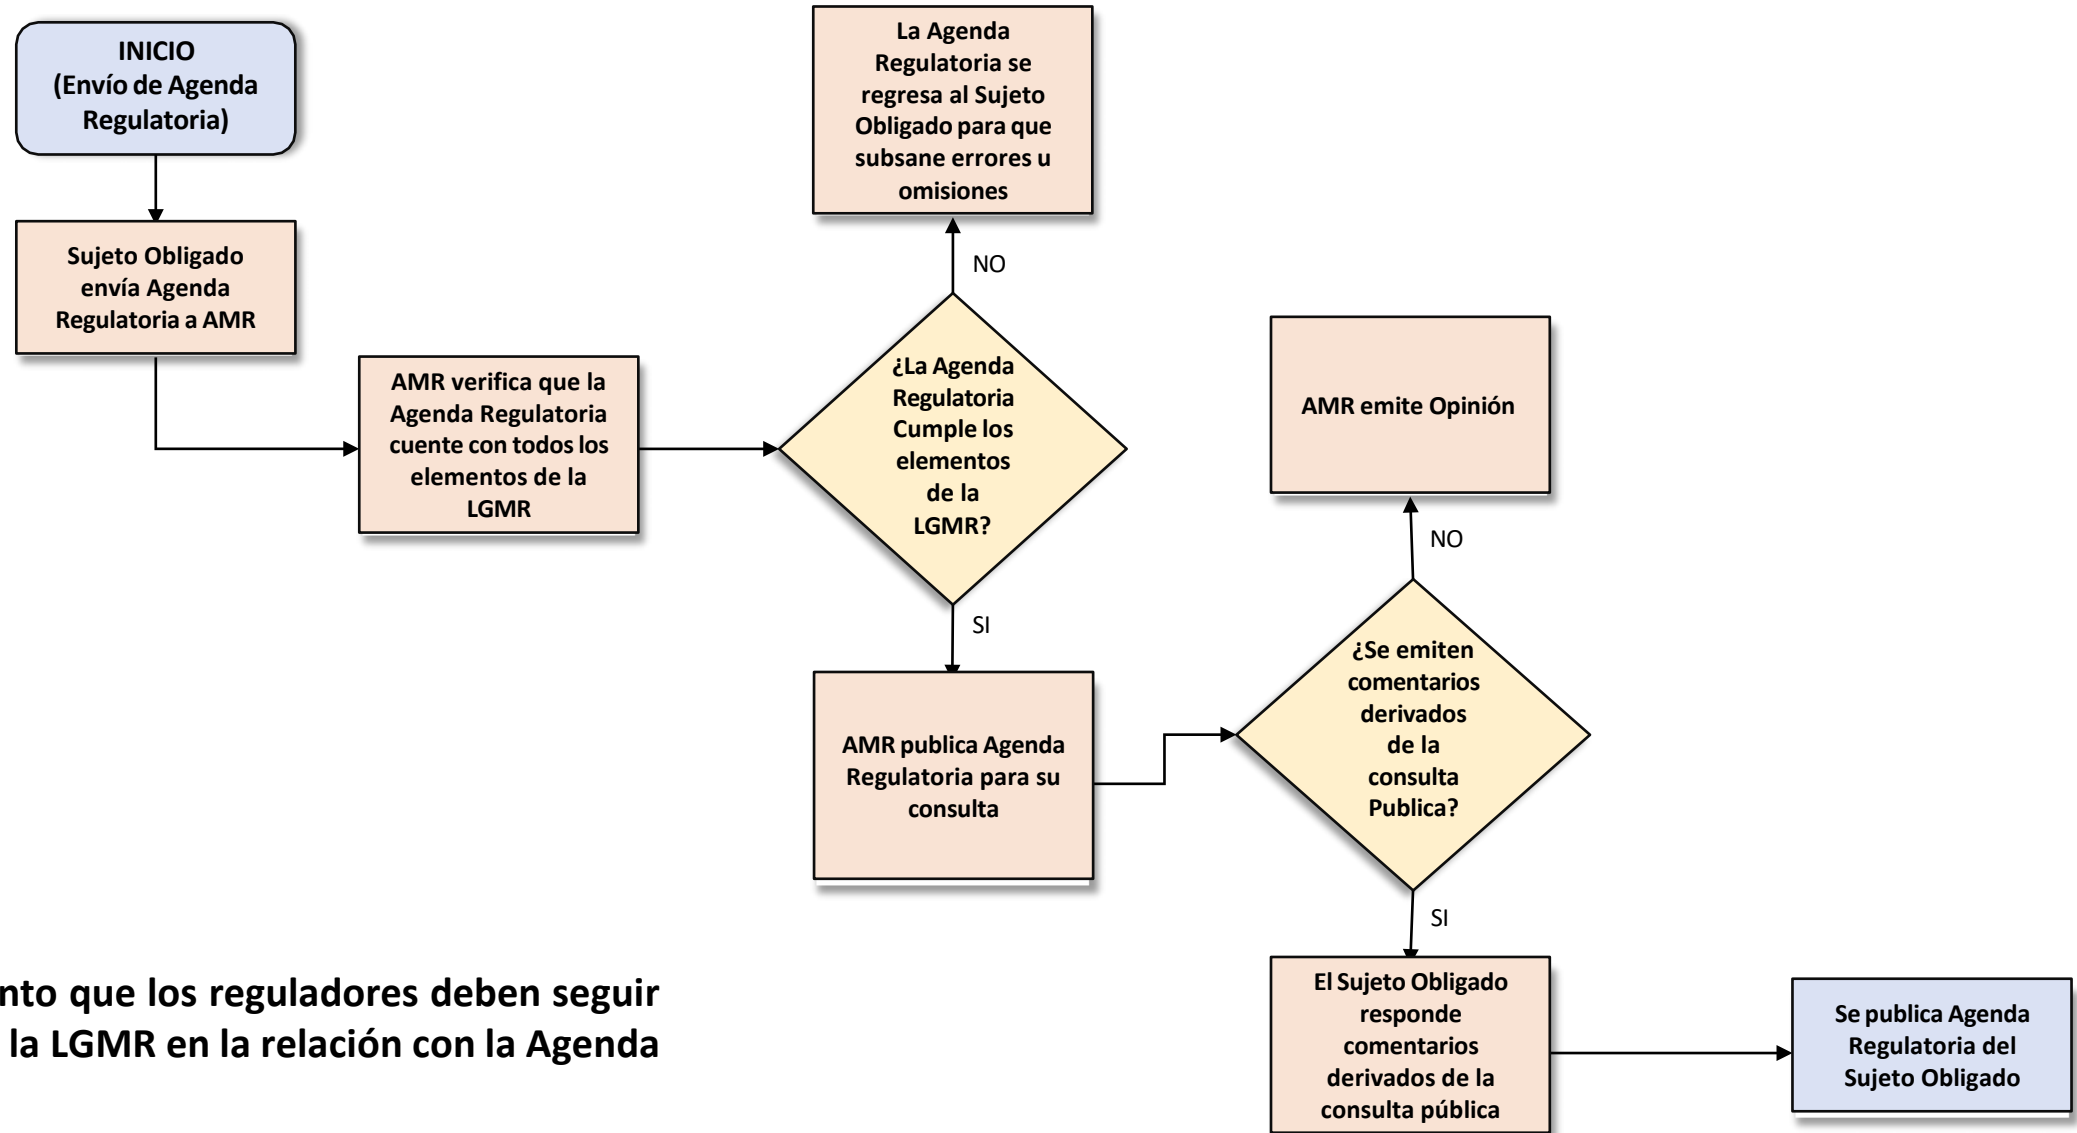 INICIO
(Envío de Agenda
Regulatoria)
Sujeto Obligado
envía Agenda
Regulatoria a AMR
AMR verifica que la
Agenda Regulatoria
cuente con todos los
elementos de la
LGMR
La Agenda
Regulatoria se
regresa al Sujeto
Obligado para que
subsane errores u
omisiones
NO
¿La Agenda
Regulatoria
Cumple los
elementos
de la
LGMR?
SI
AMR publica Agenda
Regulatoria para su
consulta
AMR emite Opinión
NO
¿Se emiten
comentarios
derivados
de la
consulta
Publica?
SI
El Sujeto Obligado
responde
comentarios
derivados de la
consulta pública
Se publica Agenda
Regulatoria del
Sujeto Obligado
nto que los reguladores deben seguir
la LGMR en la relación con la Agenda